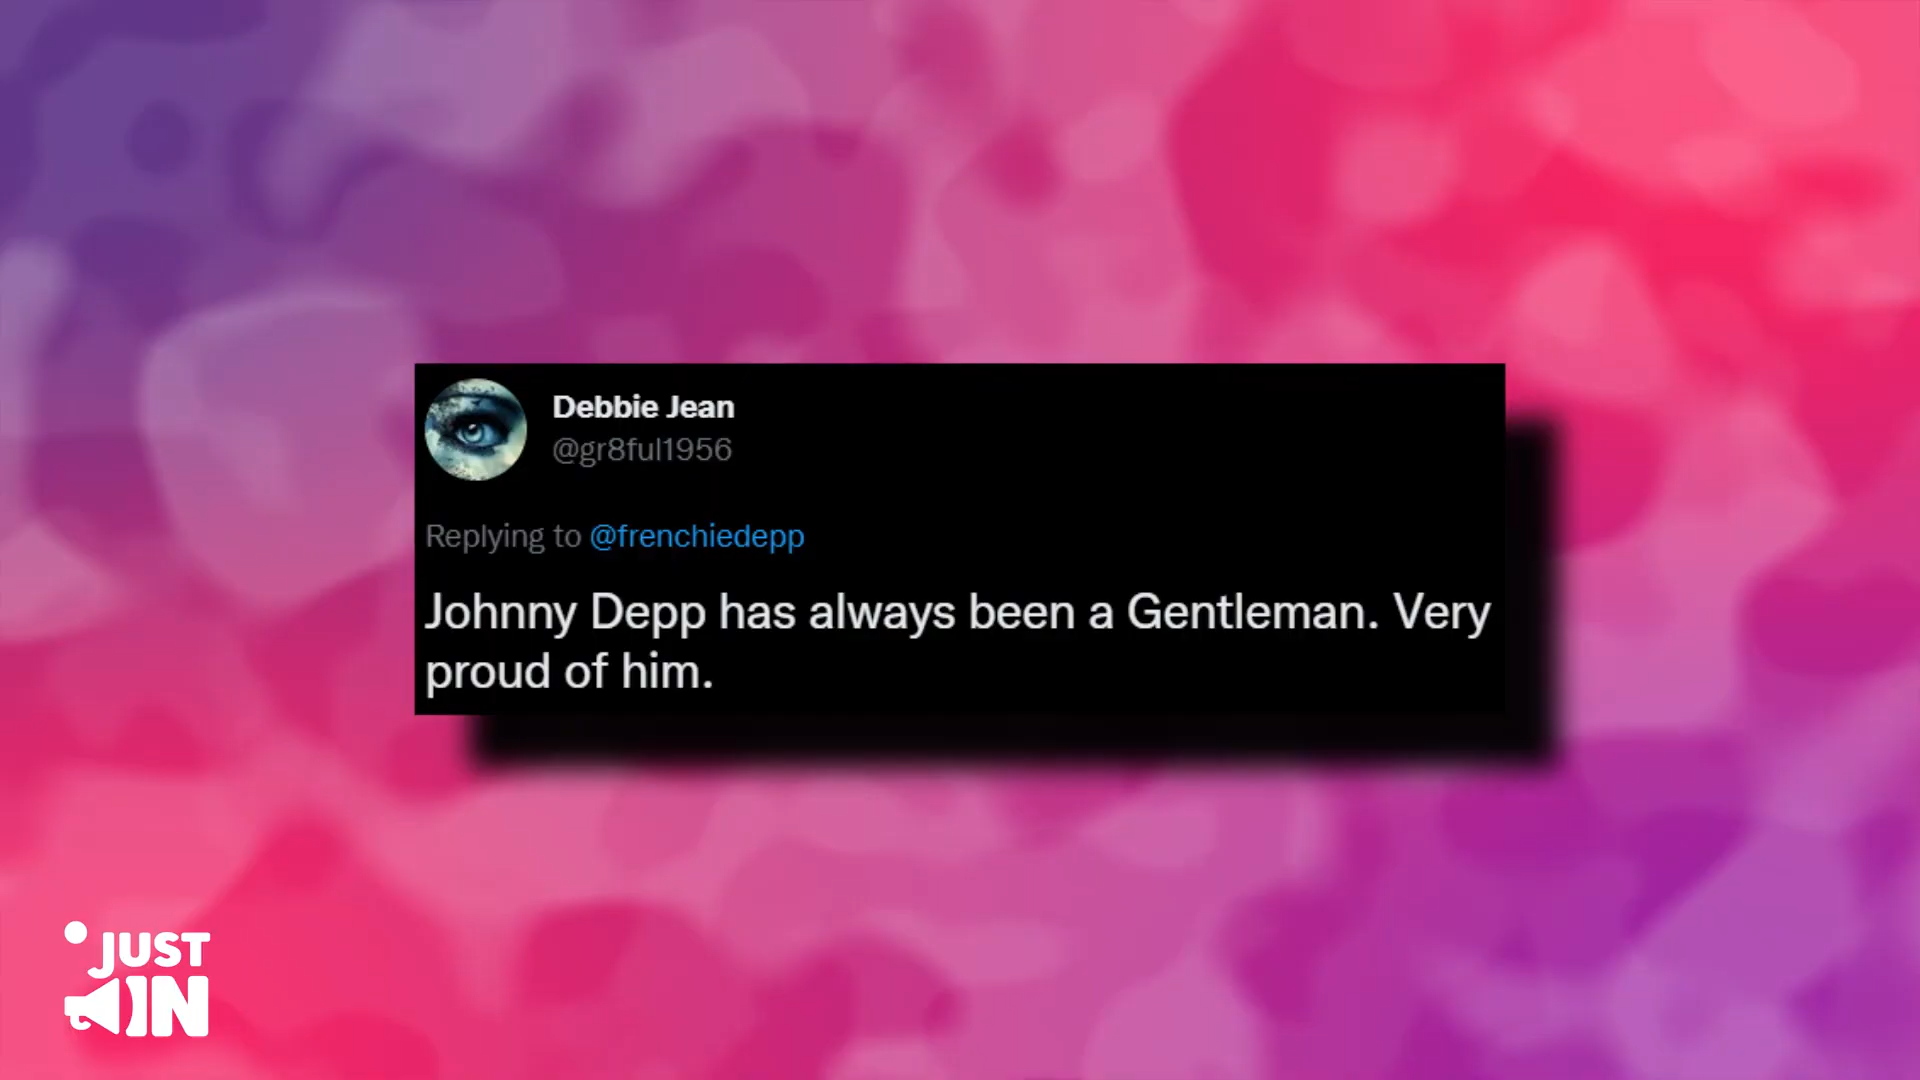 Debbie Jean
@gr8ful1956
Replying to @frenchiedepp
Johnny Depp has always been a Gentleman. Very
proud of him.
JUST
IN